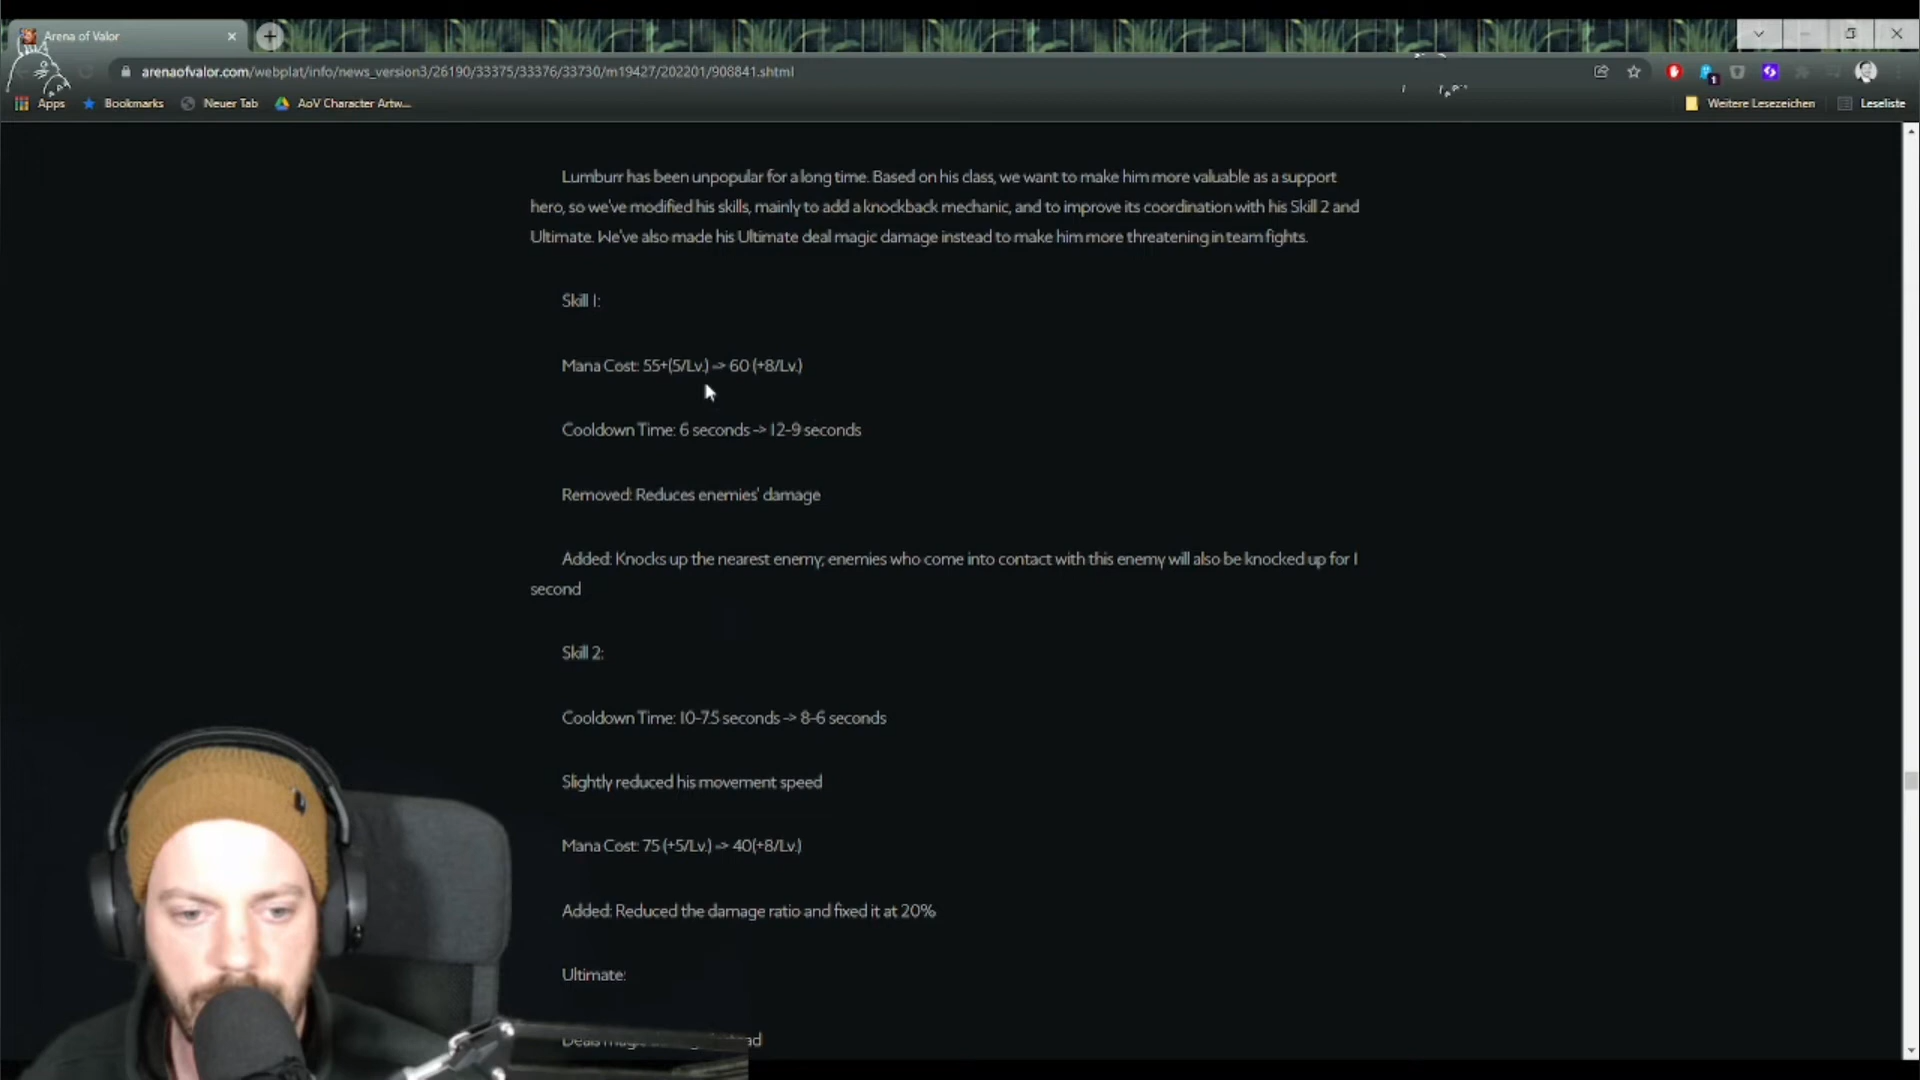 Arena of Valor
arenaofvalor.com/webplat/info/news_version3/26190/33375/33376/33730/m19427/202201/908841.shtml
1
Apps Bookmarks Neuer Tab AoV Character Artw... Weitere Lesezeichen Leseliste
Lumburr has been unpopular for a long time. Based on his class, we want to make him more valuable as a support
hero, so we've modified his skills, mainly to add a knockback mechanic, and to improve its coordination with his Skill 2 and
Ultimate. We've also made his Ultimate deal magic damage instead to make him more threatening in team fights.
Skill 1:
Mana Cost: 55+(5/Lv.) -> 60 (+8/Lv.)
Cooldown Time: 6 seconds -> 12-9 seconds
Removed: Reduces enemies' damage
Added: Knocks up the nearest enemy; enemies who come into contact with this enemy will also be knocked up for 1
second
Skill 2:
Cooldown Time: 10-7.5 seconds -> 8-6 seconds
Slightly reduced his movement speed
Mana Cost: 75 (+5/Lv.) -> 40(+8/Lv.)
Added: Reduced the damage ratio and fixed it at 20%
Ultimate:
Deals magic